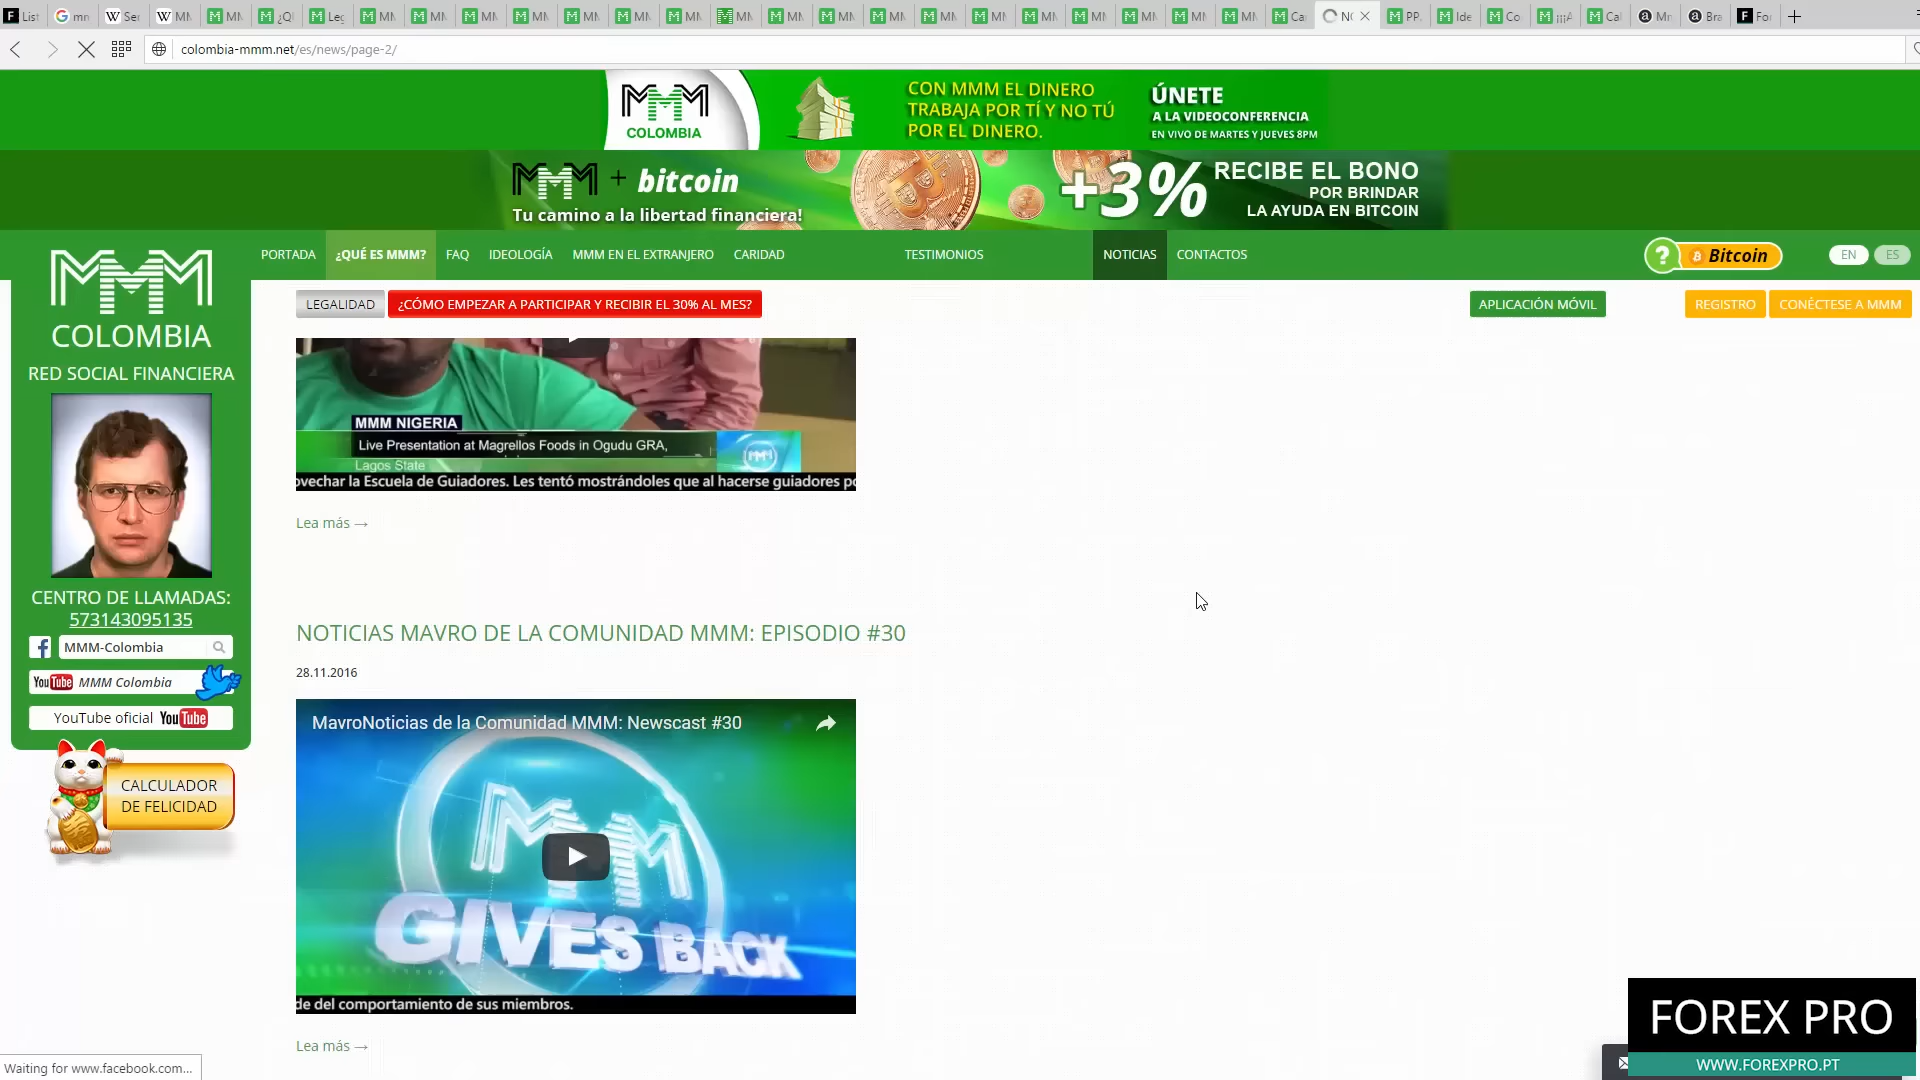 List
mn
Ser
colombia-mmm.net/es/news/page-2/
MMM
COLOMBIA
CON MMM EL DINERO
TRABAJA POR TÍ Y NO TÚ
POR EL DINERO.
ÚNETE
A LA VIDEOCONFERENCIA
EN VIVO DE MARTES Y JUEVES 8PM
MMM + bitcoin
Tu camino a la libertad financiera!
+3%
RECIBE EL BONO
POR BRINDAR
LA AYUDA EN BITCOIN
PORTADA ¿QUÉ ES MMM? FAQ IDEOLOGÍA MMM EN EL EXTRANJERO CARIDAD TESTIMONIOS NOTICIAS CONTACTOS
? Bitcoin
EN ES
LEGALIDAD ¿CÓMO EMPEZAR A PARTICIPAR Y RECIBIR EL 30% AL MES?
APLICACIÓN MÓVIL REGISTRO CONÉCTESE A MMM
MMM
COLOMBIA
RED SOCIAL FINANCIERA
CENTRO DE LLAMADAS:
573143095135
MMM-Colombia
YouTube MMM Colombia
YouTube oficial YouTube
CALCULADOR
DE FELICIDAD
MMM NIGERIA
Live Presentation at Magrellos Foods in Ogudu GRA,
Lagos State
ovechar la Escuela de Guiadores. Les tentó mostrándoles que al hacerse guiadores po
Lea más →
NOTICIAS MAVRO DE LA COMUNIDAD MMM: EPISODIO #30
28.11.2016
MavroNoticias de la Comunidad MMM: Newscast #30
MMM
GIVES BACK
de del comportamiento de sus miembros.
Lea más →
Waiting for www.facebook.com...
FOREX PRO
WWW.FOREXPRO.PT